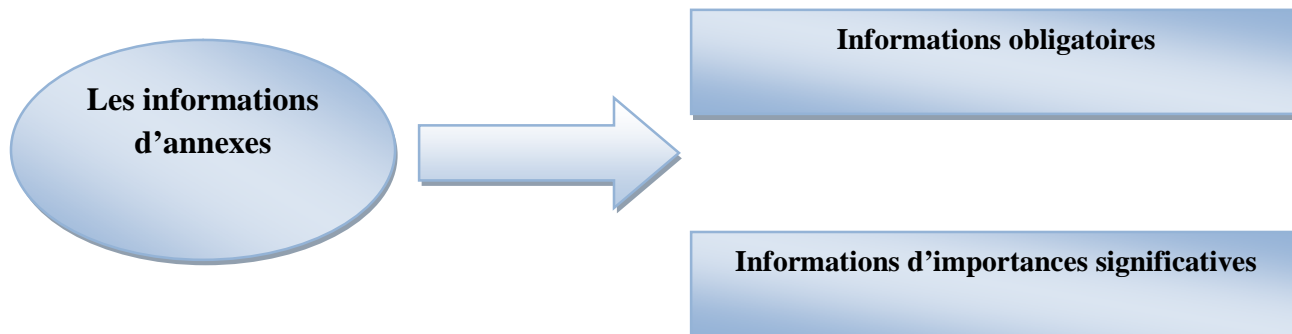 Les informations
d’annexes
Informations obligatoires
Informations d’importances significatives